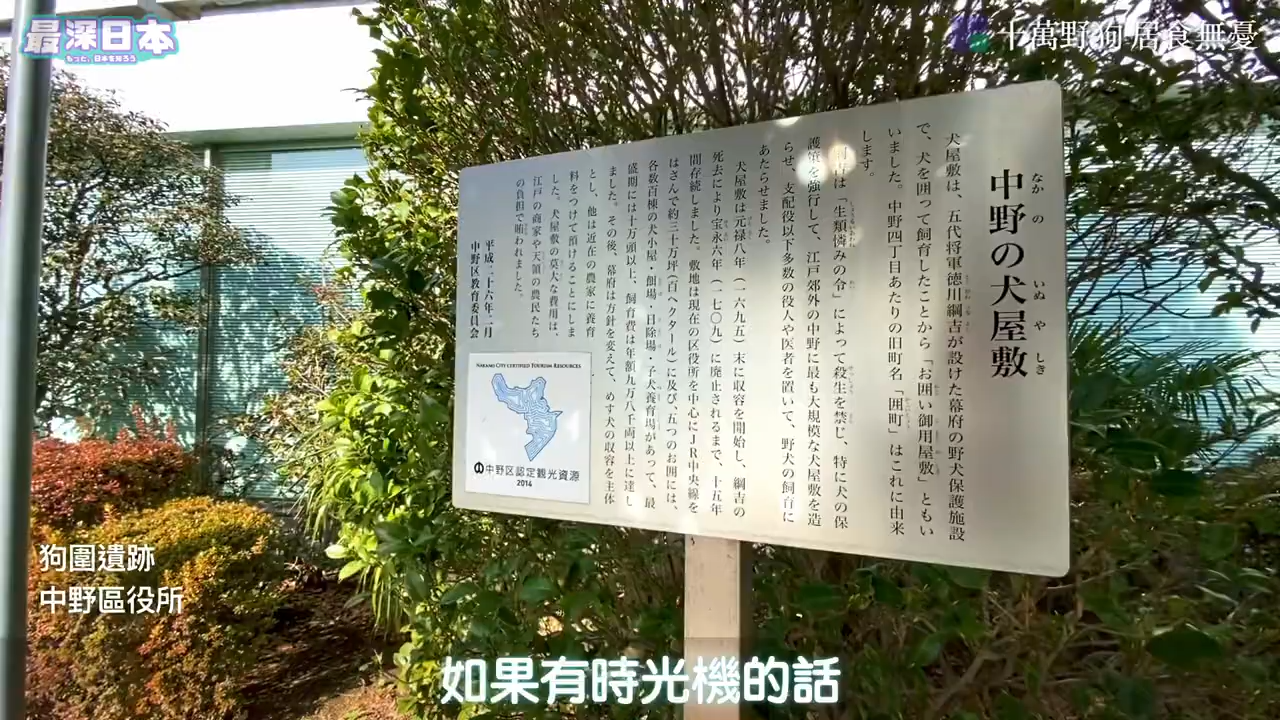 最深日本
もっと、日本を知ろう
千萬野狗 居食無憂
中野の犬屋敷
なかのいぬやしき
犬屋敷は、五代将軍徳川綱吉が設けた幕府の野犬保護施設
で、犬を囲って飼育したことから「お囲い御用屋敷」ともい
いました。中野四丁目あたりの旧町名「囲町」はこれに由来
します。
綱吉は「生類憐みの令」によって殺生を禁じ、特に犬の保
護策を強行して、江戸郊外の中野に最も大規模な犬屋敷を造
らせ、支配役以下多数の役人や医者を置いて、野犬の飼育に
あたらせました。
犬屋敷は元禄八年(一六九五)末に収容を開始し、綱吉の
死去により宝永六年(一七〇九)に廃止されるまで、十五年
間存続しました。敷地は現在の区役所を中心にJR中央線を
はさんで約三十万坪(百ヘクタール)に及び、五つのお囲には、
各数百棟の犬小屋・餌場・日除場・子犬養育場があって、最
盛期には十万頭以上、飼育費は年額九万八千両以上に達し
ました。その後、幕府は方針を変えて、めす犬の収容を主体
とし、他は近在の農家に養育
料をつけて預けることにしま
した。犬屋敷の莫大な費用は、
江戸の商家や天領の農民たち
の負担で賄われました。
平成二十六年一月
中野区教育委員会
NAKANO CITY CERTIFIED TOURISM RESOURCES
中野区認定観光資源
2014
狗圍遺跡
中野區役所
如果有時光機的話